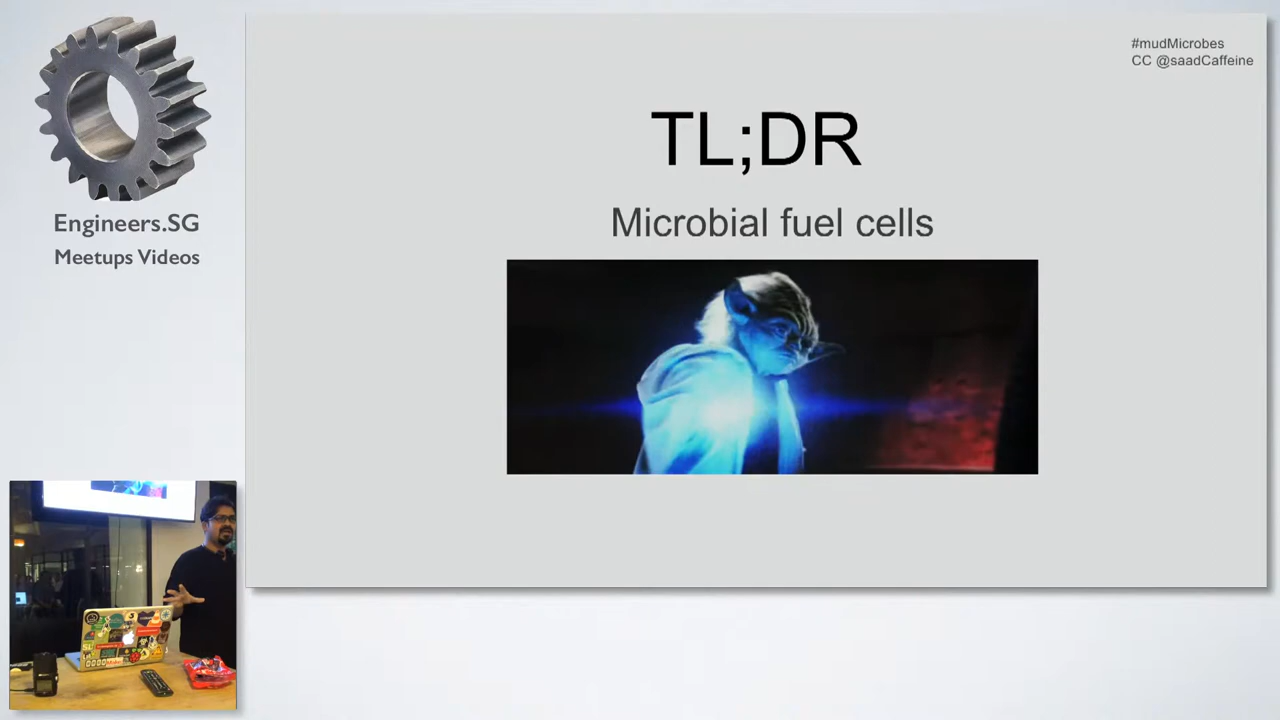 Engineers.SG
Meetups Videos
#mudMicrobes
CC @saadCaffeine
TL;DR
Microbial fuel cells